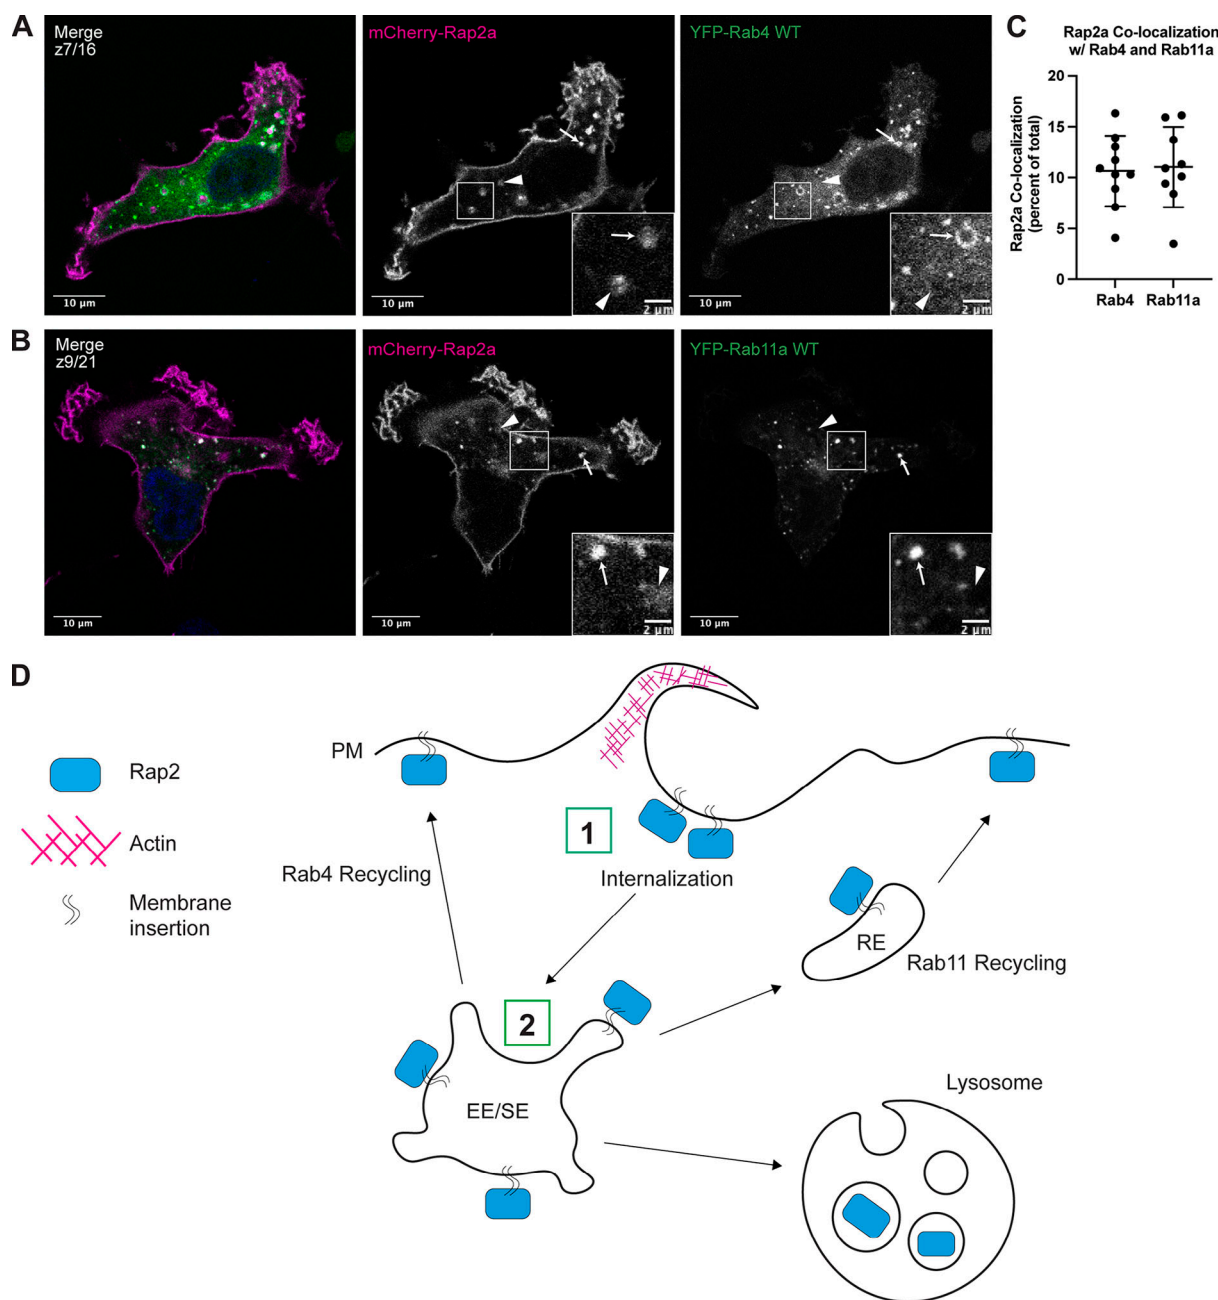 A
Merge
z7/16
mCherry-Rap2a
YFP-Rab4 WT
10 µm
10 µm
2 µm
10 µm
2 µm
C
Rap2a Co-localization
w/ Rab4 and Rab11a
Rap2a Co-localization
(percent of total)
20
15
10
5
0
Rab4
Rab11a
B
Merge
z9/21
mCherry-Rap2a
YFP-Rab11a WT
10 µm
10 µm
2 µm
10 µm
2 µm
D
PM
Rap2
Actin
Membrane
insertion
1
Internalization
Rab4 Recycling
2
EE/SE
RE
Rab11 Recycling
Lysosome